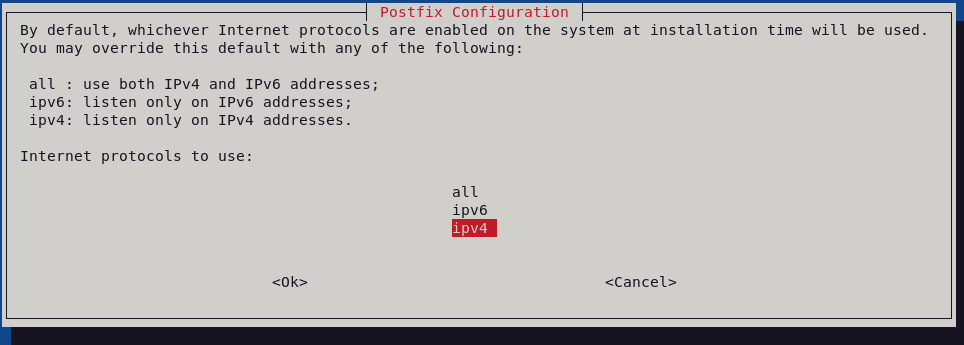 Postfix Configuration
By default, whichever Internet protocols are enabled on the system at installation time will be used.
You may override this default with any of the following:
all : use both IPv4 and IPv6 addresses;
ipv6: listen only on IPv6 addresses;
ipv4: listen only on IPv4 addresses.
Internet protocols to use:
all
ipv6
ipv4
<Ok> <Cancel>